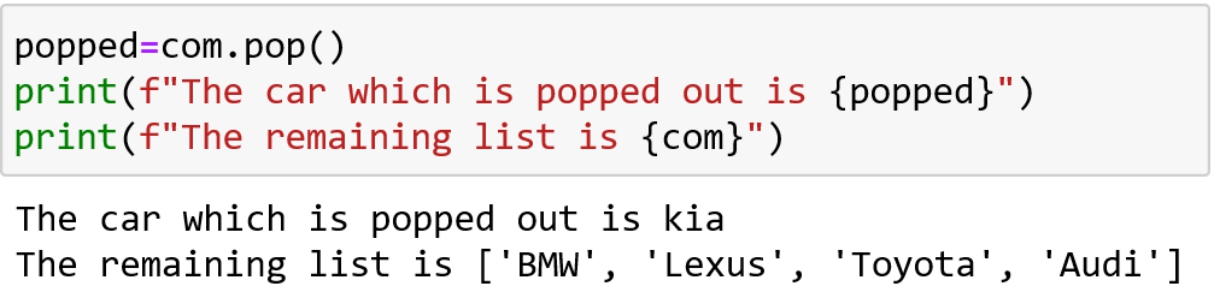 popped=com.pop()
print(f"The car which is popped out is {popped}")
print(f"The remaining list is {com}")
The car which is popped out is kia
The remaining list is ['BMW', 'Lexus', 'Toyota', 'Audi']